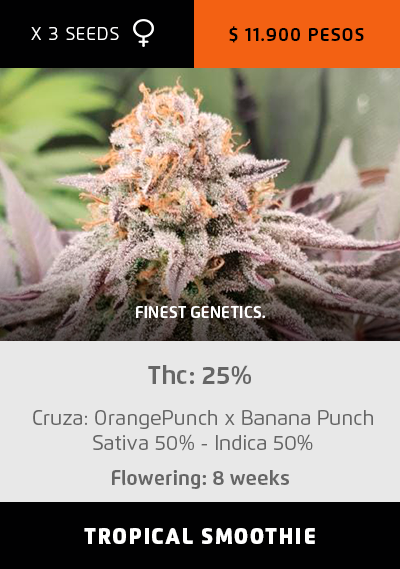 X 3 SEEDS
$ 11.900 PESOS
FINEST GENETICS.
Thc: 25%
Cruza: OrangePunch x Banana Punch
Sativa 50% - Indica 50%
Flowering: 8 weeks
TROPICAL SMOOTHIE